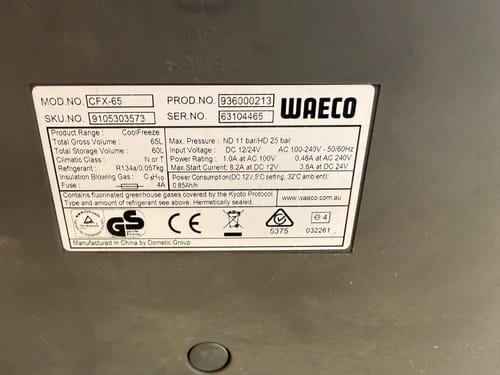 MOD.NO. CFX-65 PROD.NO. 936000213 WAECO
SKU.NO. 9105303573 SER.NO. 63104465
Product Range : CoolFreeze
Total Gross Volume : 65L
Total Storage Volume : 60L
Climatic Class : N or T
Refrigerant : R134a/0.057kg
Insulation Blowing Gas : C5H10
Fuse : 4A
Max. Pressure : ND 11 bar/HD 25 bar
Input Voltage : DC 12/24V AC 100-240V - 50/60Hz
Power Rating : 1.0A at AC 100V 0.48A at AC 240V
Max.Start Current : 8.2A at DC 12V 3.8A at DC 24V
Power Consumption(DC 12V,5°C setting, 32°C ambient):
0.85Ah/h
Contains fluorinated greenhouse gases covered by the Kyoto Protocol.
Type and amount of refrigerant see above. Hermetically sealed.
www.waeco.com.au
GS
CE
5375
e4
032261
Manufactured in China by Dometic Group